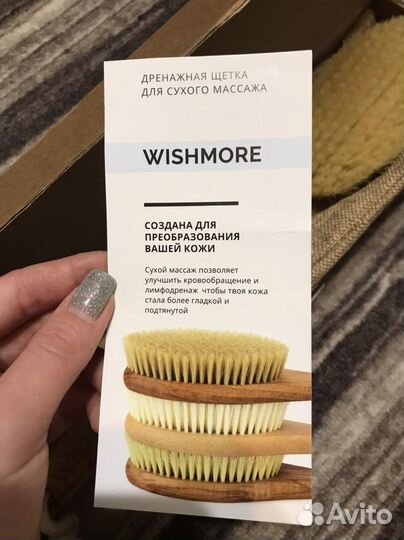 ДРЕНАЖНАЯ ЩЕТКА
ДЛЯ СУХОГО МАССАЖА
WISHMORE
СОЗДАНА ДЛЯ
ПРЕОБРАЗОВАНИЯ
ВАШЕЙ КОЖИ
Сухой массаж позволяет
улучшить кровообращение и
лимфодренаж чтобы твоя кожа
стала более гладкой и
подтянутой
Avito